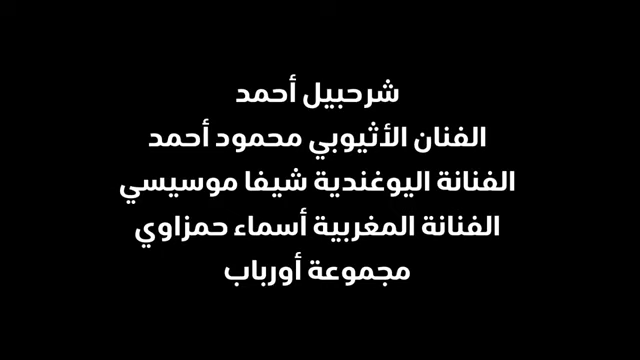 شرحبيل أحمد
الفنان الأثيوبي محمود أحمد
الفنانة اليوغندية شيفا موسيسي
الفنانة المغربية أسماء حمزاوي
مجموعة أورباب